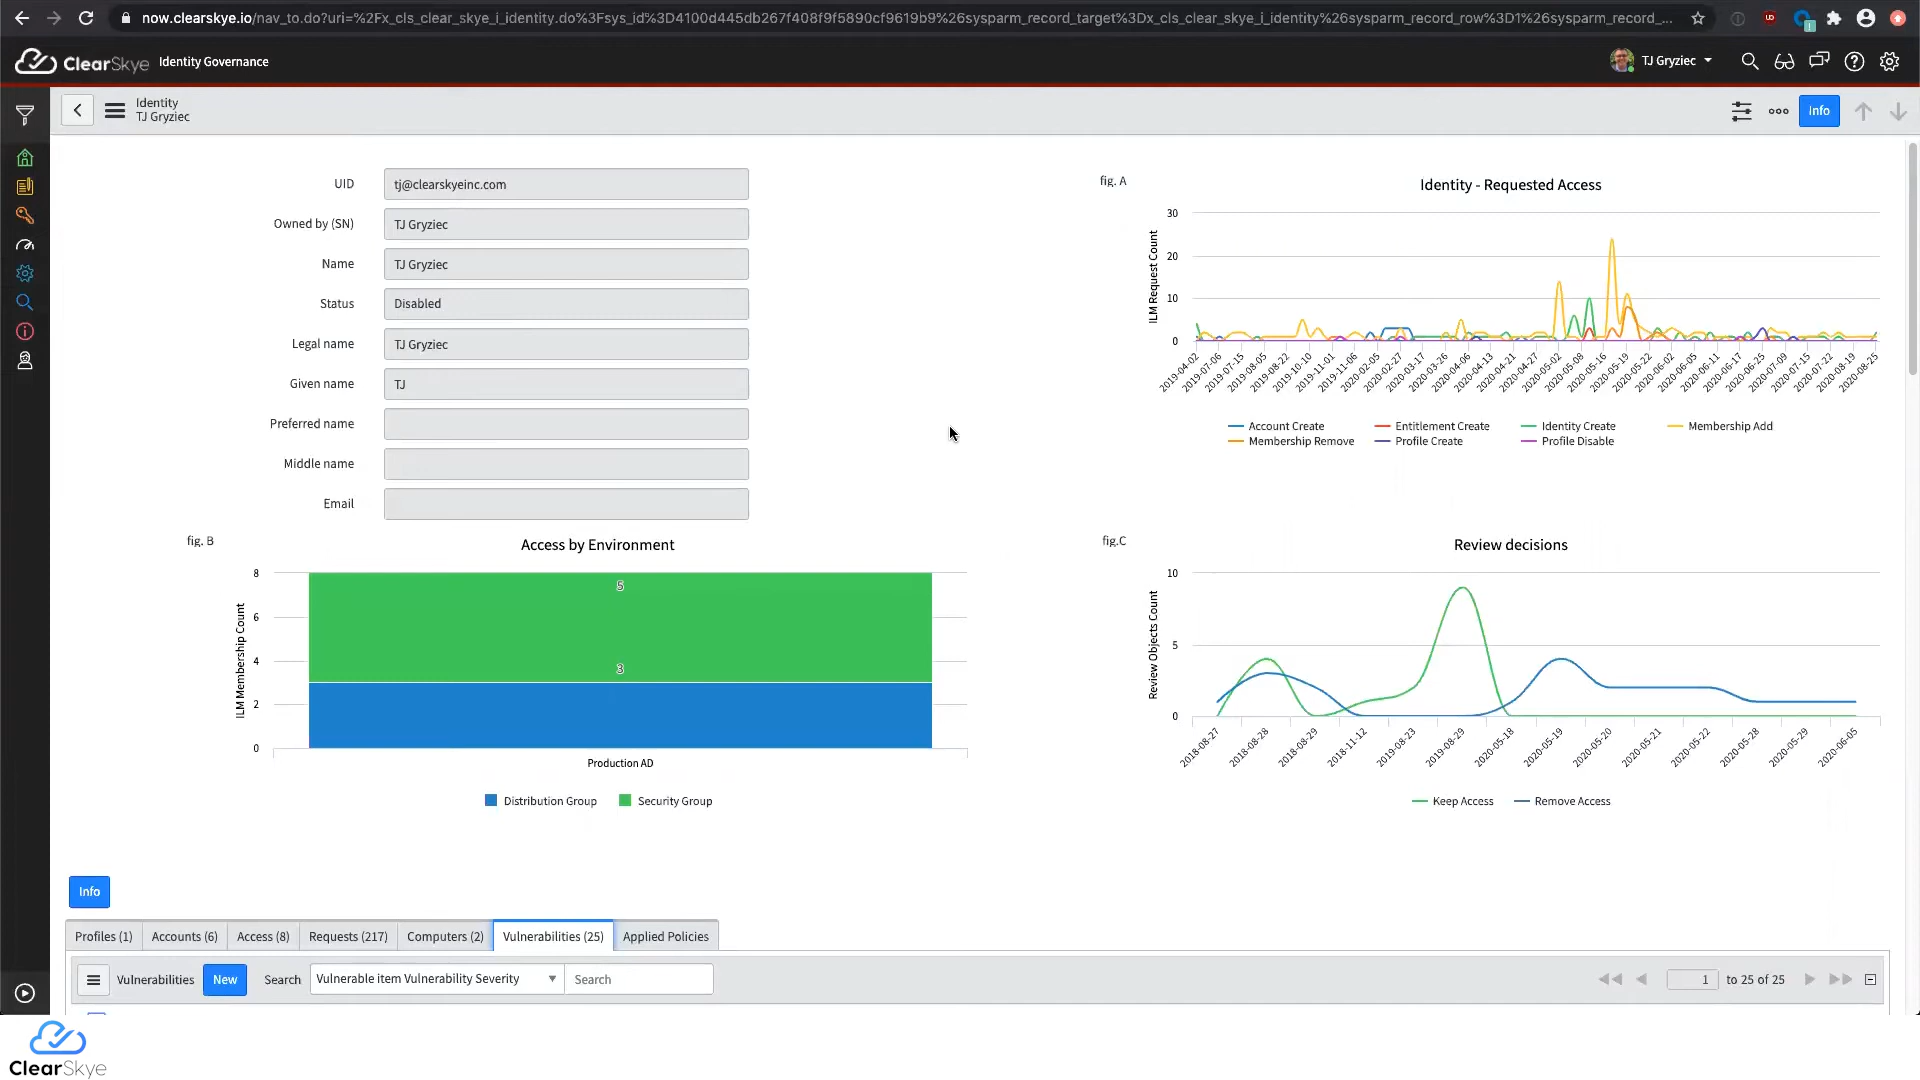 now.clearskye.io/nav_to.do?uri=%2Fx_cls_clear_skye_i_identity.do%3Fsys_id%3D4100d445db267f408f9f5890cf9619b9%26sysparm_record_target%3Dx_cls_clear_skye_i_identity%26sysparm_record_row%3D1%26sysparm_record_...
ClearSkye Identity Governance
TJ Gryziec
Identity
TJ Gryziec
Info
UID tj@clearskyeinc.com
Owned by (SN) TJ Gryziec
Name TJ Gryziec
Status Disabled
Legal name TJ Gryziec
Given name TJ
Preferred name
Middle name
Email
fig. A
Identity - Requested Access
ILM Request Count
30
20
10
0
2019-04-02 2019-07-06 2019-07-15 2019-08-05 2019-08-22 2019-10-10 2019-11-01 2019-11-06 2020-02-05 2020-02-27 2020-03-17 2020-03-26 2020-04-06 2020-04-13 2020-04-21 2020-04-27 2020-05-02 2020-05-08 2020-05-16 2020-05-19 2020-05-22 2020-06-02 2020-06-05 2020-06-11 2020-06-17 2020-06-25 2020-07-09 2020-07-15 2020-07-22 2020-08-19 2020-08-25
Account Create Entitlement Create Identity Create Membership Add
Membership Remove Profile Create Profile Disable
fig. B
Access by Environment
ILM Membership Count
8
6
4
2
0
5
3
Production AD
Distribution Group Security Group
fig.C
Review decisions
Review Objects Count
10
5
0
2018-08-27 2018-08-28 2018-08-29 2018-11-12 2019-08-23 2019-08-29 2020-05-18 2020-05-19 2020-05-20 2020-05-21 2020-05-22 2020-05-28 2020-05-29 2020-06-05
Keep Access Remove Access
Info
Profiles (1) Accounts (6) Access (8) Requests (217) Computers (2) Vulnerabilities (25) Applied Policies
Vulnerabilities New Search Vulnerable item Vulnerability Severity Search 1 to 25 of 25
ClearSkye